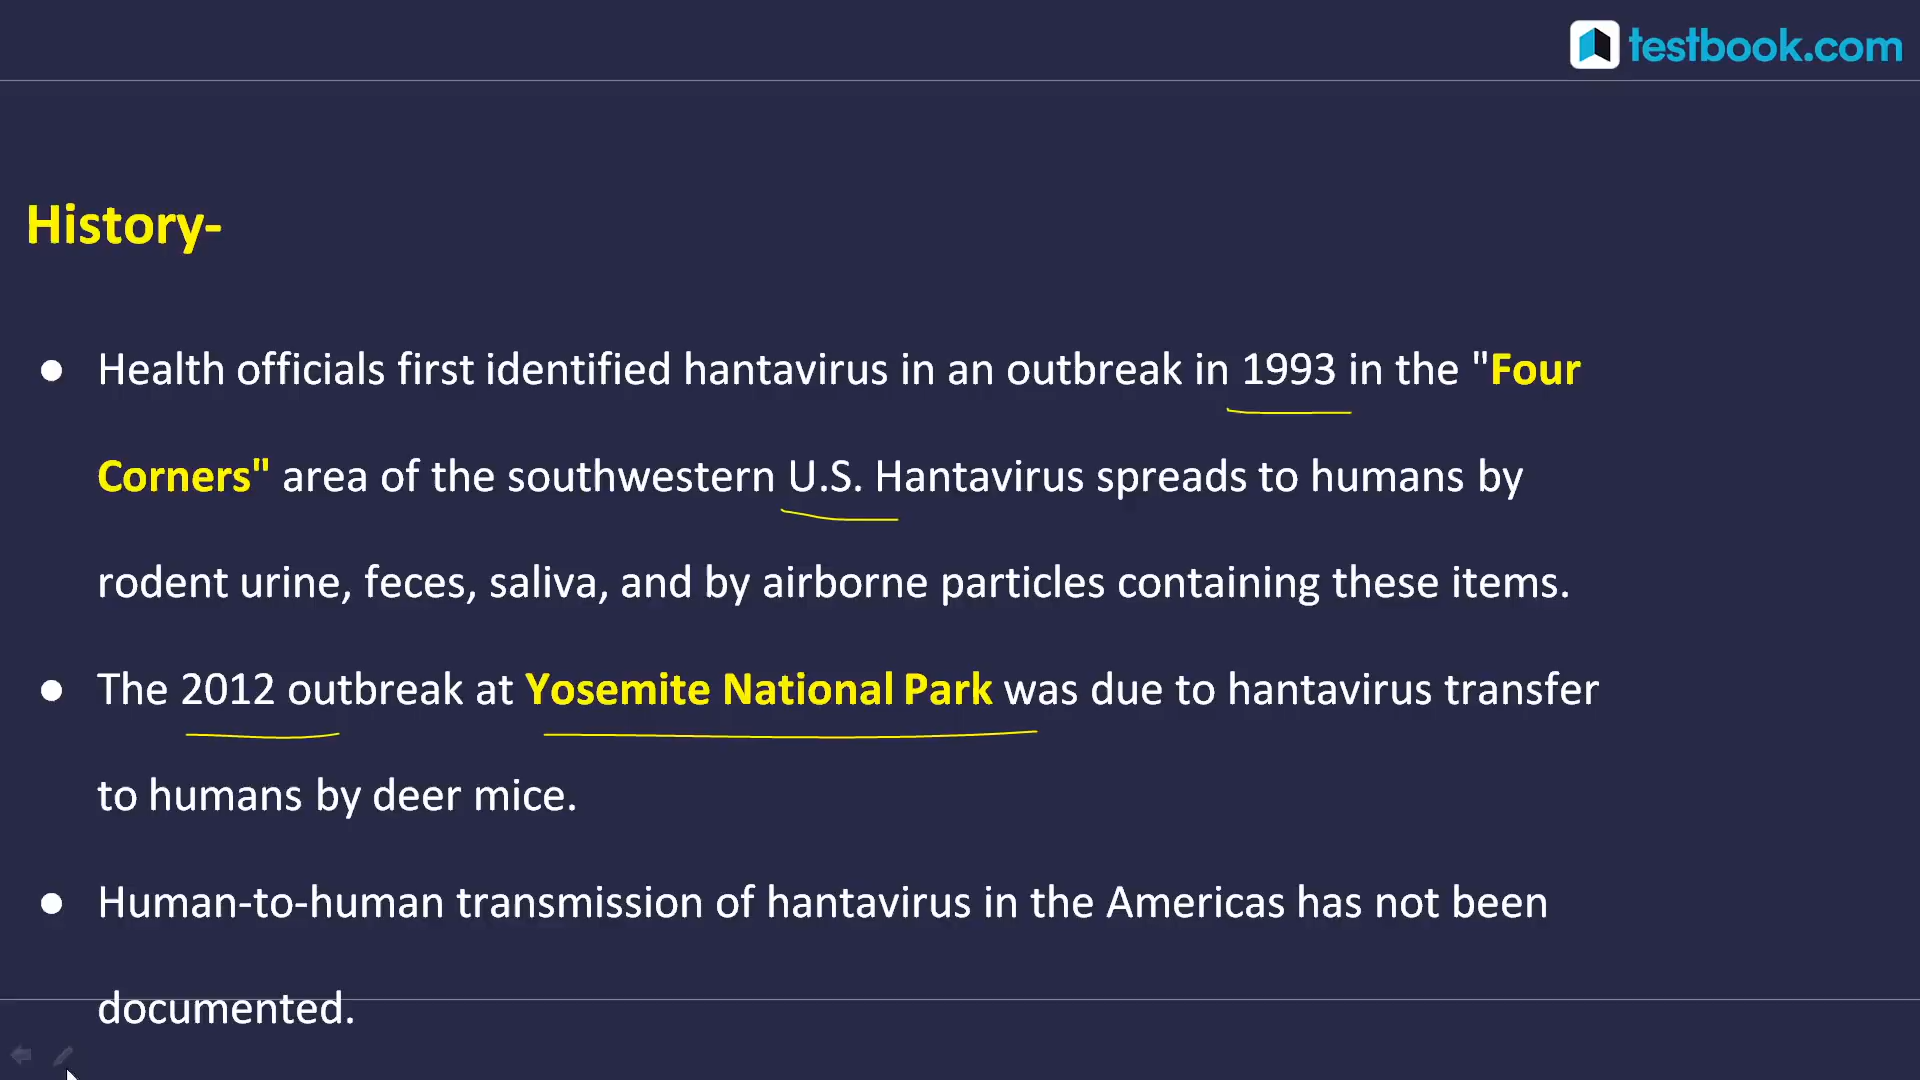 testbook.com
History-
● Health officials first identified hantavirus in an outbreak in 1993 in the "Four
Corners" area of the southwestern U.S. Hantavirus spreads to humans by
rodent urine, feces, saliva, and by airborne particles containing these items.
● The 2012 outbreak at Yosemite National Park was due to hantavirus transfer
to humans by deer mice.
● Human-to-human transmission of hantavirus in the Americas has not been
documented.